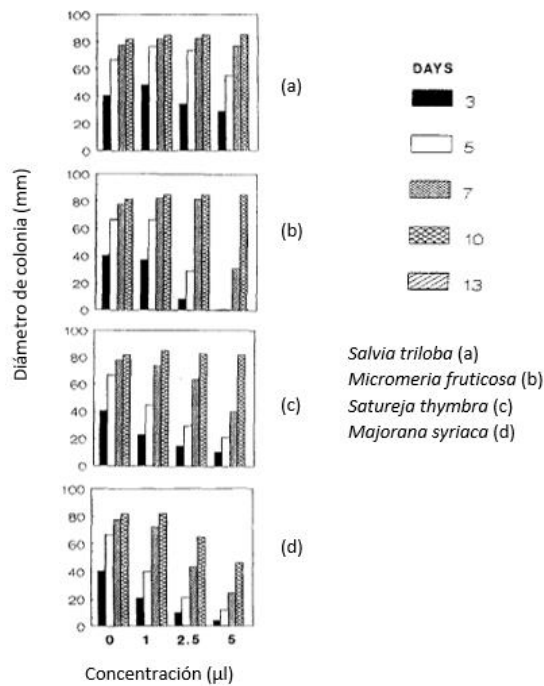 Diámetro de colonia (mm)
100
80
60
40
20
0
(a)
100
80
60
40
20
0
(b)
100
80
60
40
20
0
(c)
100
80
60
40
20
0
(d)
0 1 2.5 5
Concentración (µl)
DAYS
3
5
7
10
13
Salvia triloba (a)
Micromeria fruticosa (b)
Satureja thymbra (c)
Majorana syriaca (d)